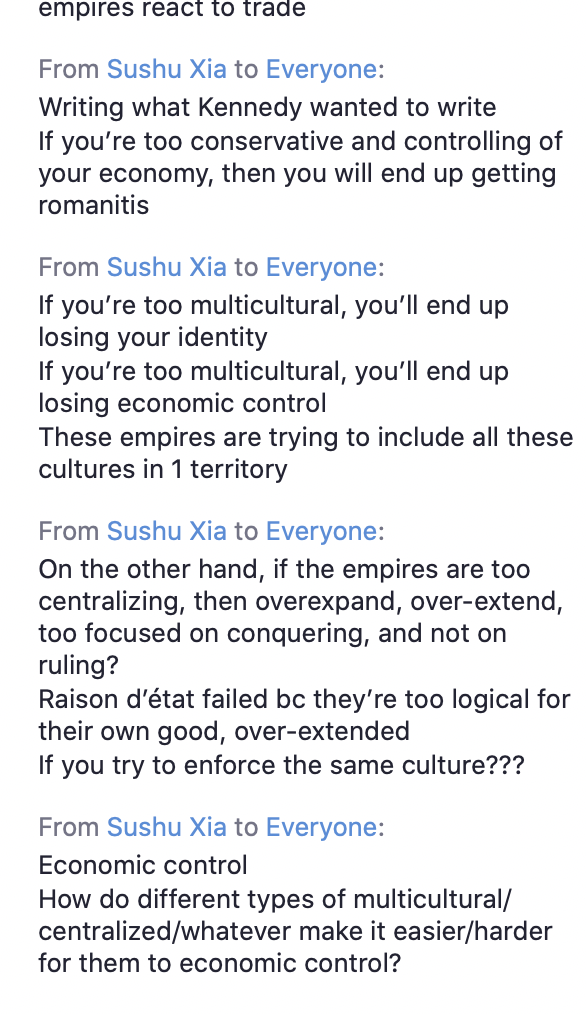 empires react to trade
From Sushu Xia to Everyone:
Writing what Kennedy wanted to write
If you’re too conservative and controlling of
your economy, then you will end up getting
romanitis
From Sushu Xia to Everyone:
If you’re too multicultural, you’ll end up
losing your identity
If you’re too multicultural, you’ll end up
losing economic control
These empires are trying to include all these
cultures in 1 territory
From Sushu Xia to Everyone:
On the other hand, if the empires are too
centralizing, then overexpand, over-extend,
too focused on conquering, and not on
ruling?
Raison d’état failed bc they’re too logical for
their own good, over-extended
If you try to enforce the same culture???
From Sushu Xia to Everyone:
Economic control
How do different types of multicultural/
centralized/whatever make it easier/harder
for them to economic control?